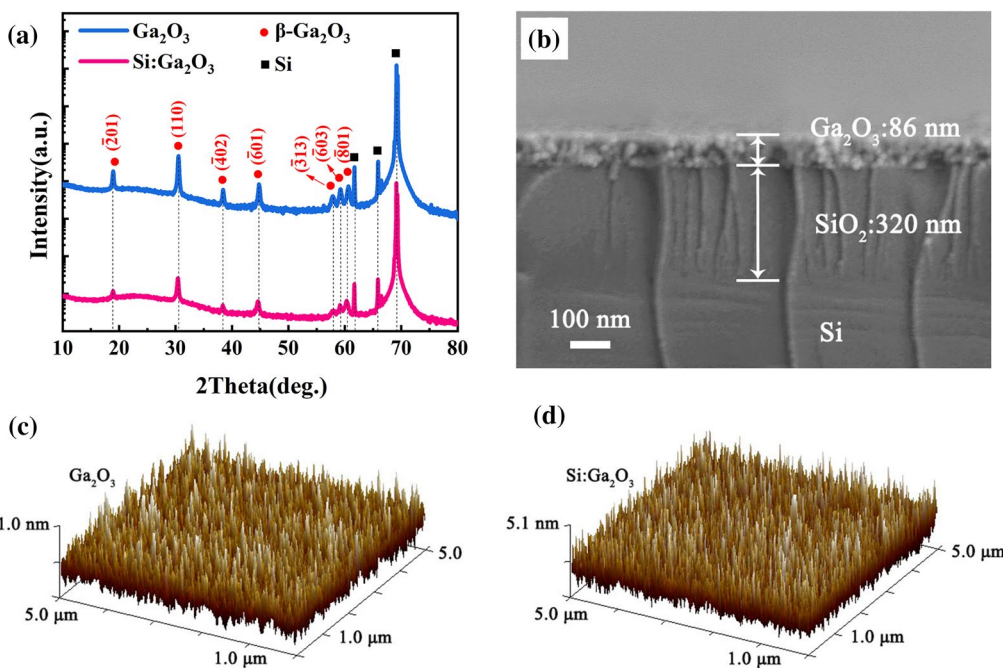 (a)
Ga₂O₃
β-Ga₂O₃
Si:Ga₂O₃
Si
(2̄01)
(110)
(4̄02)
(6̄01)
(3̄13)
(6̄03)
(8̄01)
Intensity(a.u.)
10 20 30 40 50 60 70 80
2Theta(deg.)
(b)
Ga₂O₃:86 nm
SiO₂:320 nm
100 nm
Si
(c)
Ga₂O₃
1.0 nm
5.0
5.0 μm
1.0 μm
1.0 μm
(d)
Si:Ga₂O₃
5.1 nm
5.0 μm
5.0 μm
1.0 μm
1.0 μm